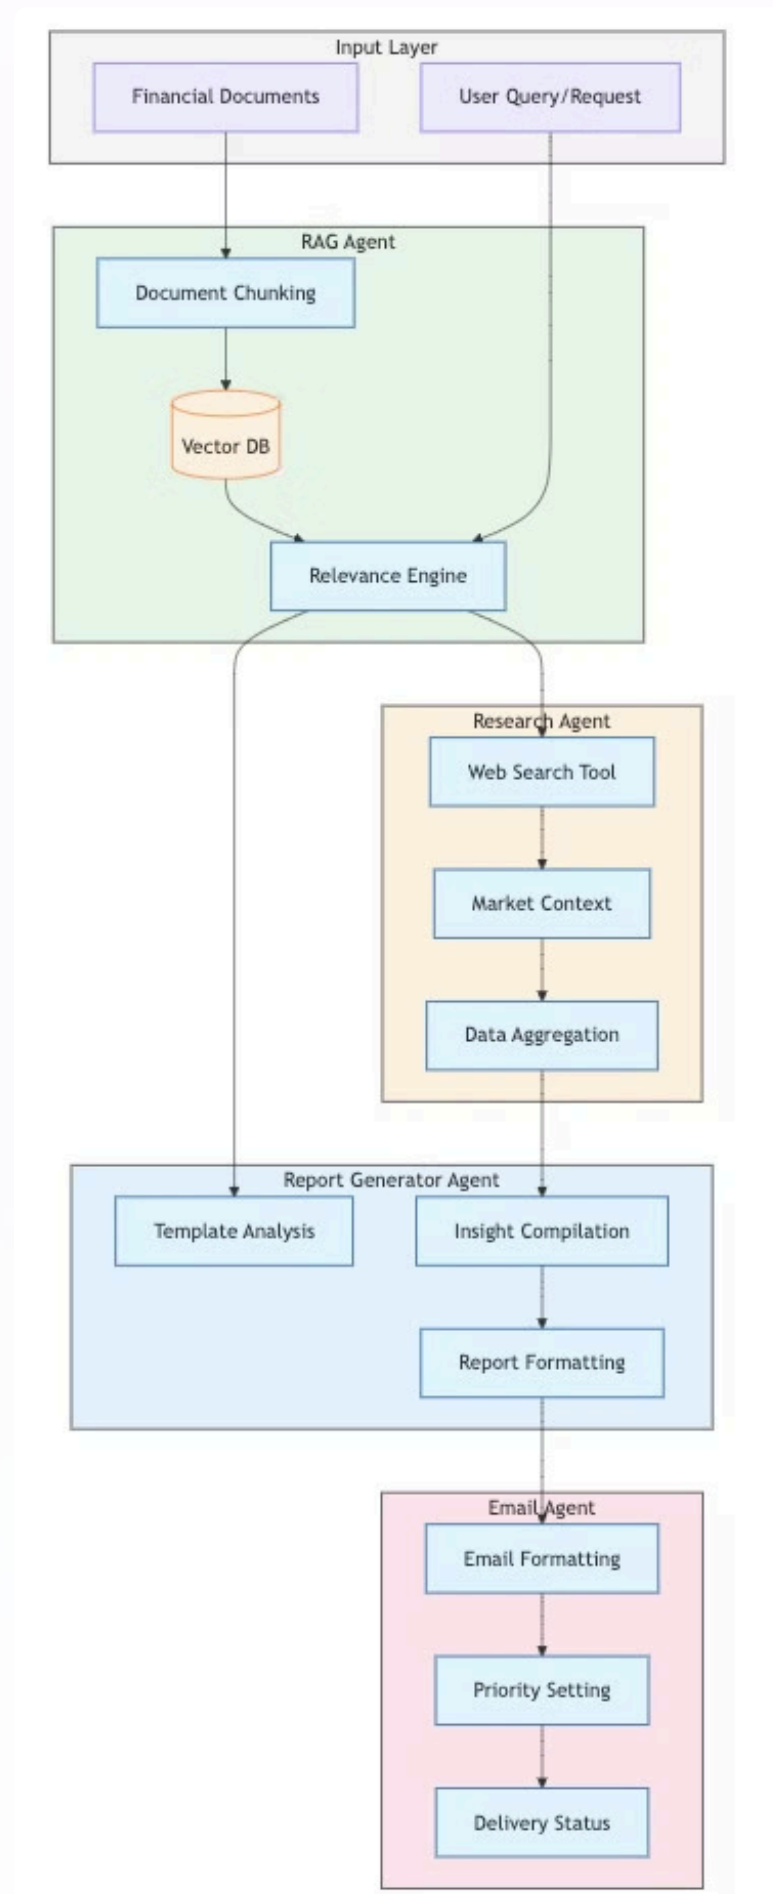 Input Layer
Financial Documents
User Query/Request
RAG Agent
Document Chunking
Vector DB
Relevance Engine
Research Agent
Web Search Tool
Market Context
Data Aggregation
Report Generator Agent
Template Analysis
Insight Compilation
Report Formatting
Email Agent
Email Formatting
Priority Setting
Delivery Status